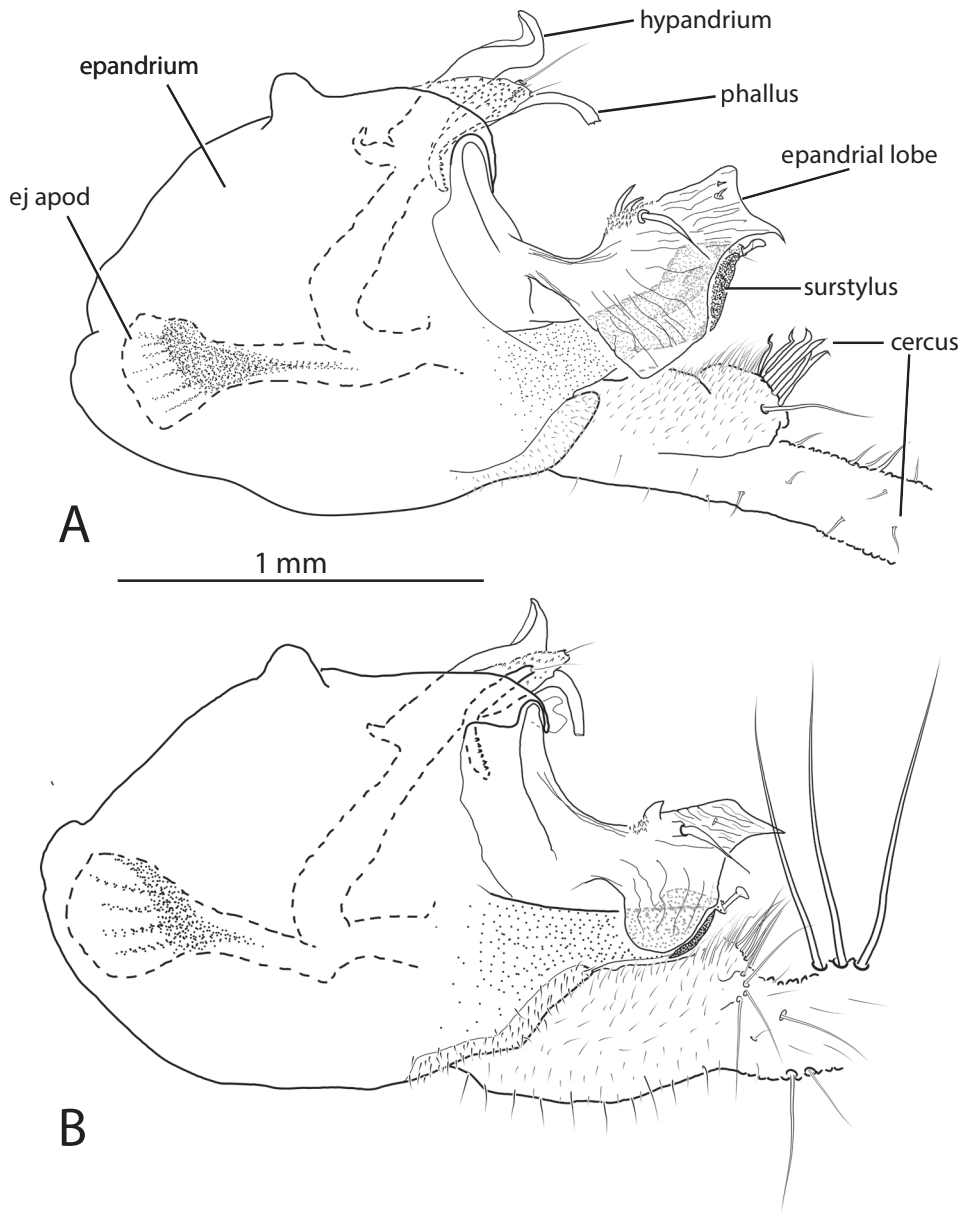 hypandrium
epandrium
phallus
epandrial lobe
ej apod
surstylus
cercus
A
1 mm
B